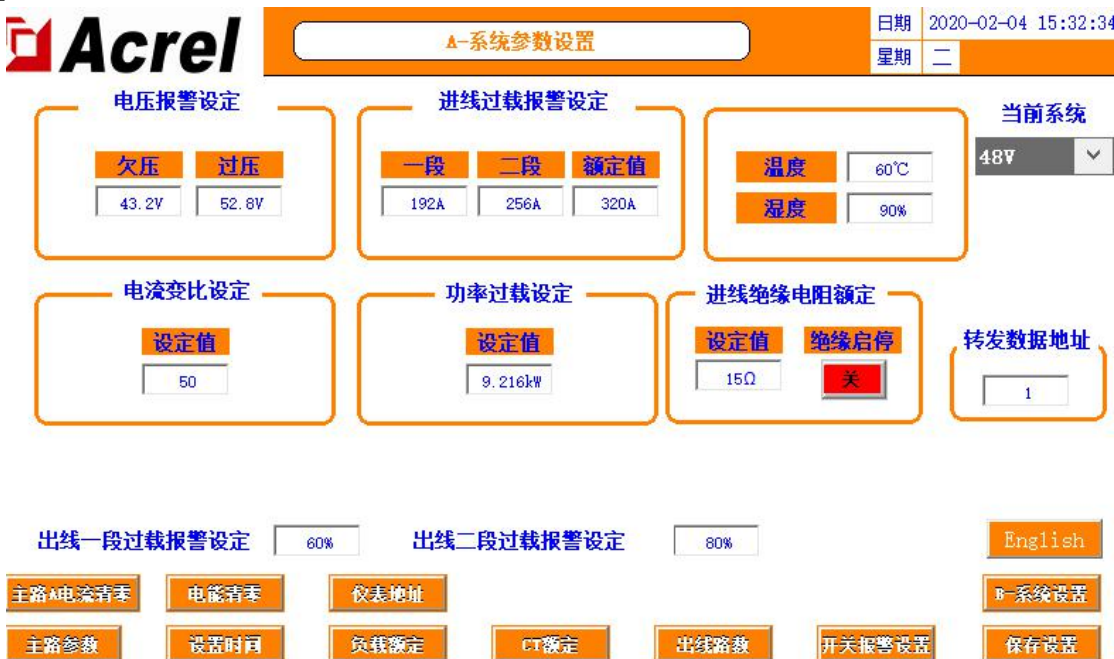 Acrel
A-系统参数设置
日期 2020-02-04 15:32:34
星期 二
电压报警设定
进线过载报警设定
当前系统
欠压 过压
一段 二段 额定值
温度 60℃
48V
43.2V 52.8V
192A 256A 320A
湿度 90%
电流变比设定
功率过载设定
进线绝缘电阻额定
设定值
设定值
设定值 绝缘启停
转发数据地址
50
9.216kW
15Ω 关
1
出线一段过载报警设定 60% 出线二段过载报警设定 80% English
主路A电流清零 电能清零 仪表地址 B-系统设置
主路参数 设置时间 负载额定 CT额定 出线路数 开关报警设置 保存设置